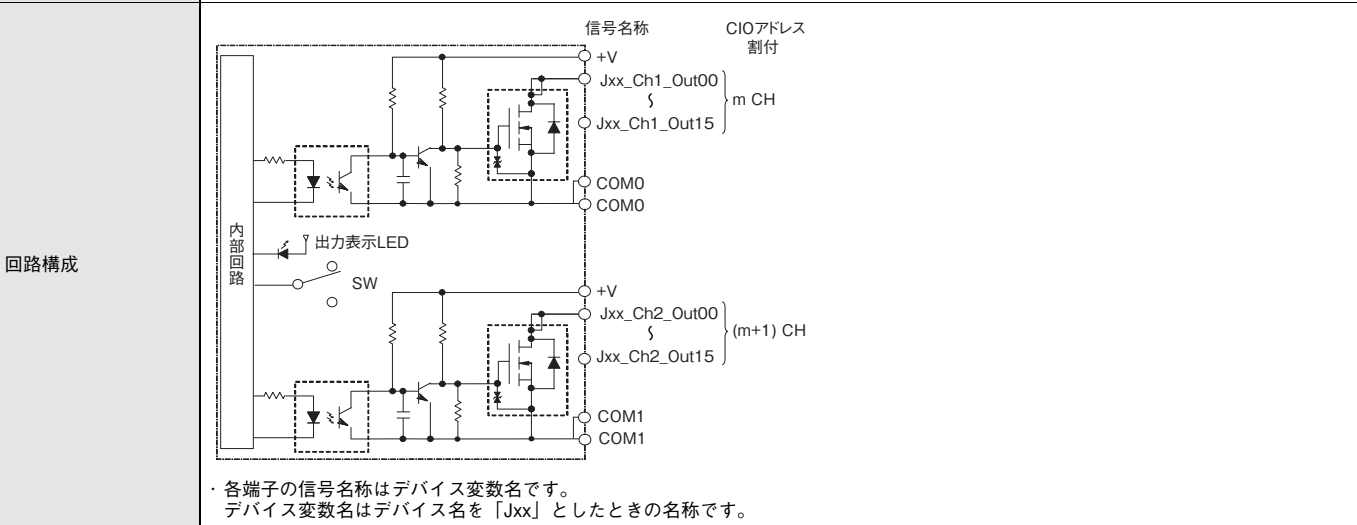 回路構成
信号名称
CIOアドレス
割付
+V
Jxx_Ch1_Out00
〜
Jxx_Ch1_Out15
m CH
COM0
COM0
内部回路
出力表示LED
SW
+V
Jxx_Ch2_Out00
〜
Jxx_Ch2_Out15
(m+1) CH
COM1
COM1
・各端子の信号名称はデバイス変数名です。
デバイス変数名はデバイス名を「Jxx」としたときの名称です。